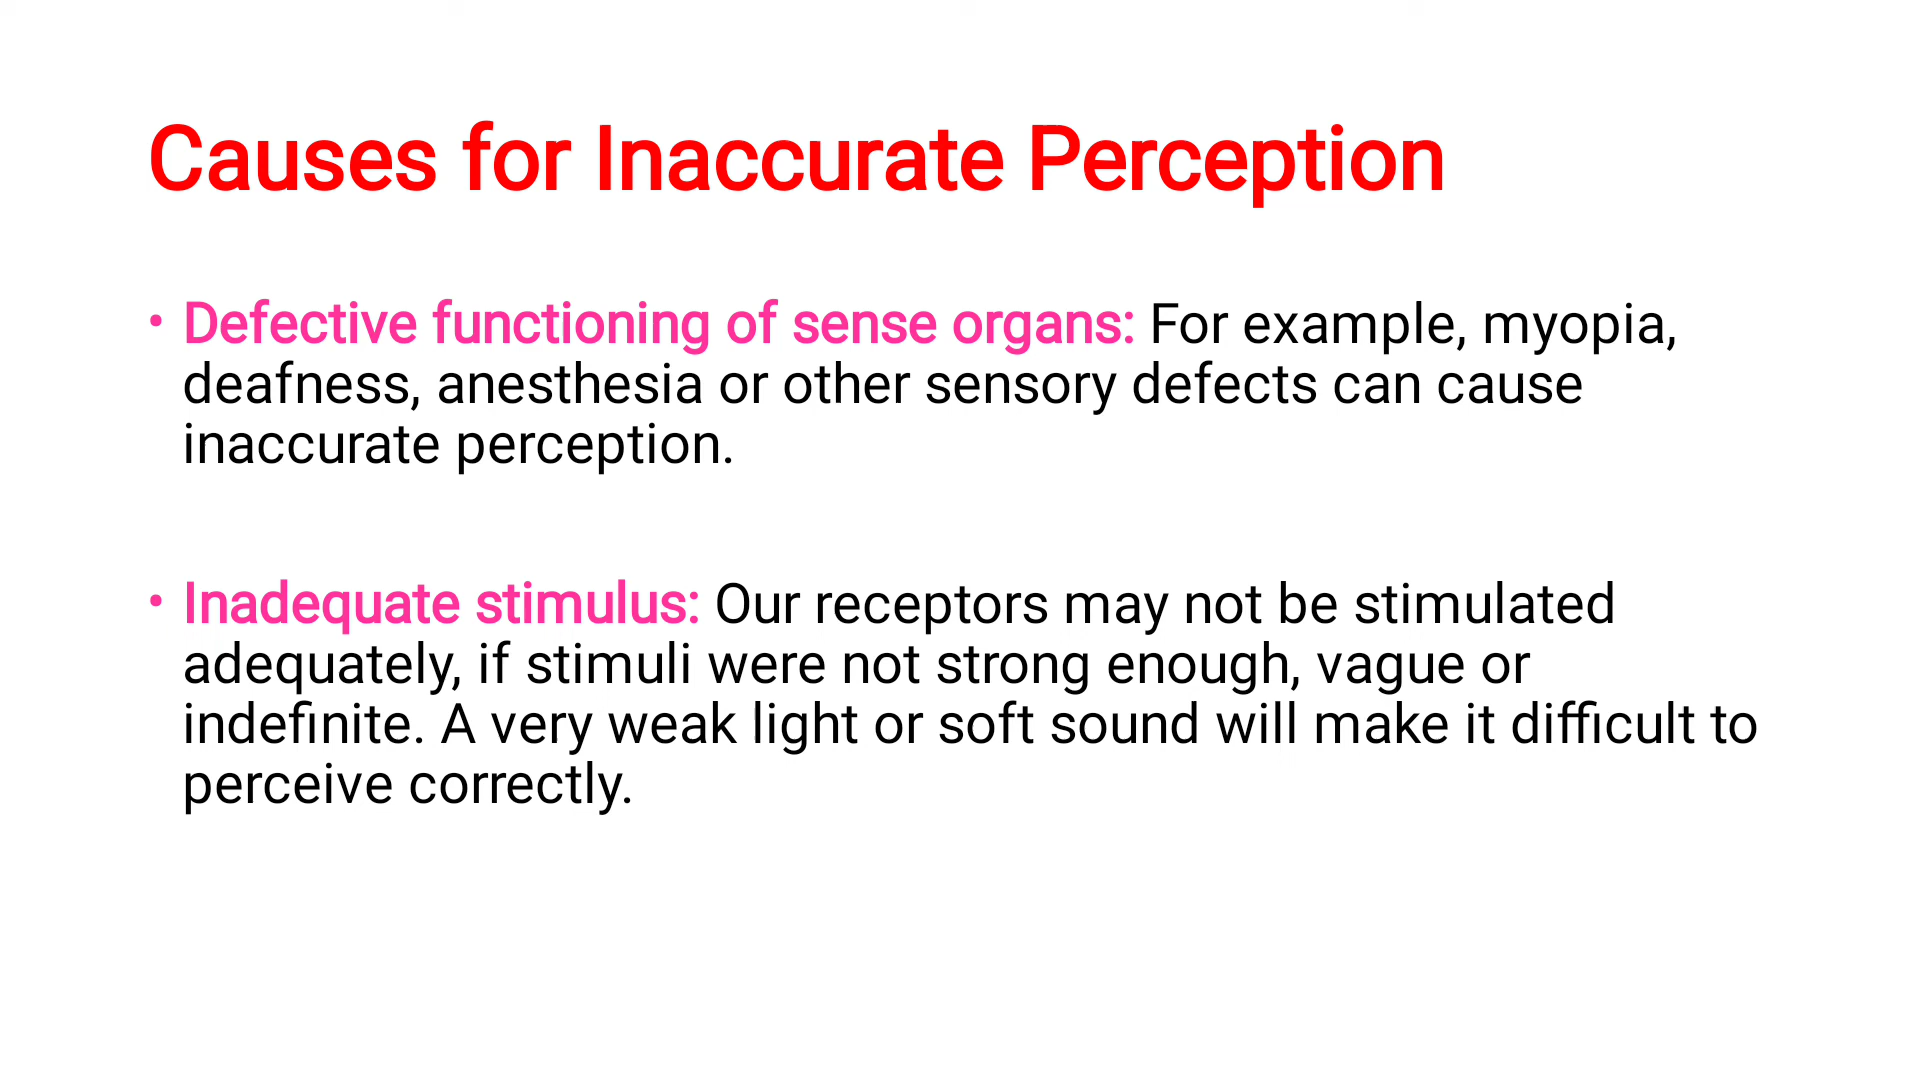 Causes for Inaccurate Perception
• Defective functioning of sense organs: For example, myopia,
deafness, anesthesia or other sensory defects can cause
inaccurate perception.
• Inadequate stimulus: Our receptors may not be stimulated
adequately, if stimuli were not strong enough, vague or
indefinite. A very weak light or soft sound will make it difficult to
perceive correctly.